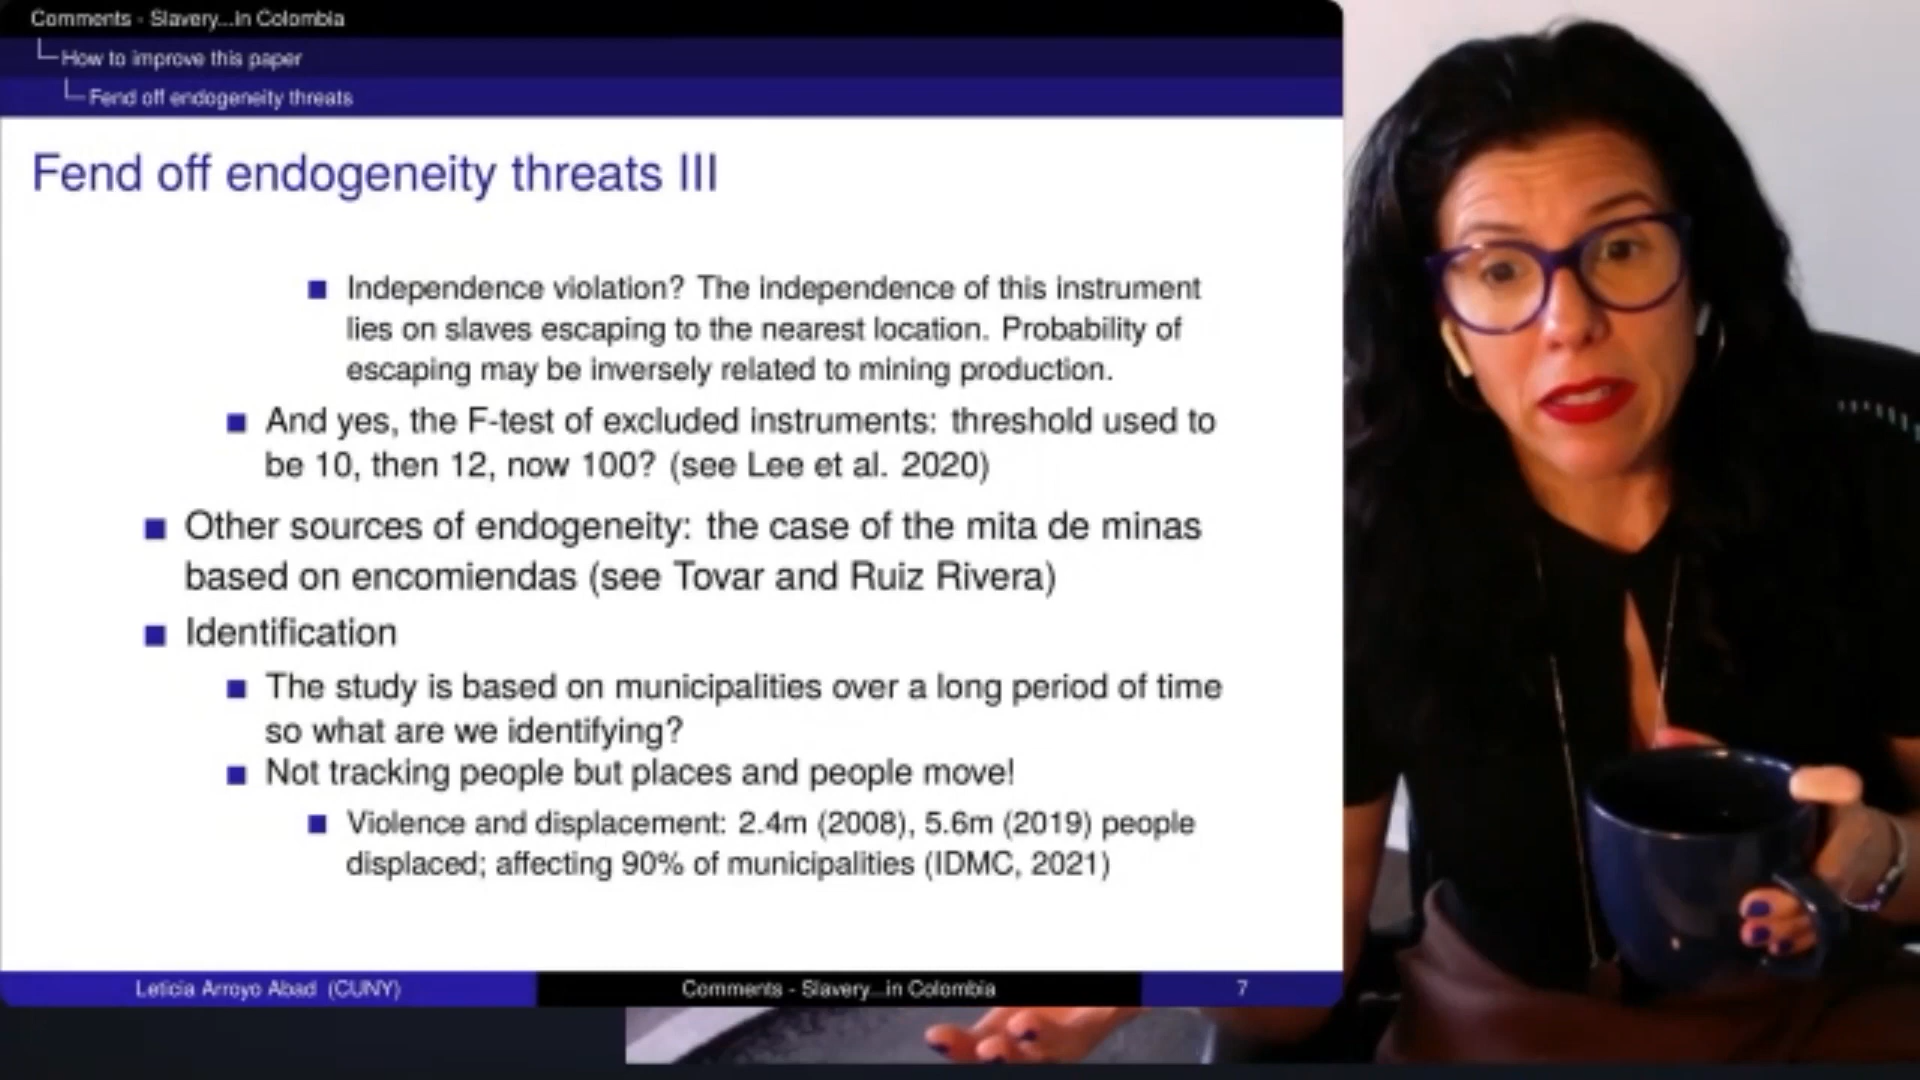 Comments - Slavery...in Colombia
How to improve this paper
Fend off endogeneity threats
Fend off endogeneity threats III
Independence violation? The independence of this instrument
lies on slaves escaping to the nearest location. Probability of
escaping may be inversely related to mining production.
And yes, the F-test of excluded instruments: threshold used to
be 10, then 12, now 100? (see Lee et al. 2020)
Other sources of endogeneity: the case of the mita de minas
based on encomiendas (see Tovar and Ruiz Rivera)
Identification
The study is based on municipalities over a long period of time
so what are we identifying?
Not tracking people but places and people move!
Violence and displacement: 2.4m (2008), 5.6m (2019) people
displaced; affecting 90% of municipalities (IDMC, 2021)
Leticia Arroyo Abad (CUNY)
Comments - Slavery...in Colombia
7